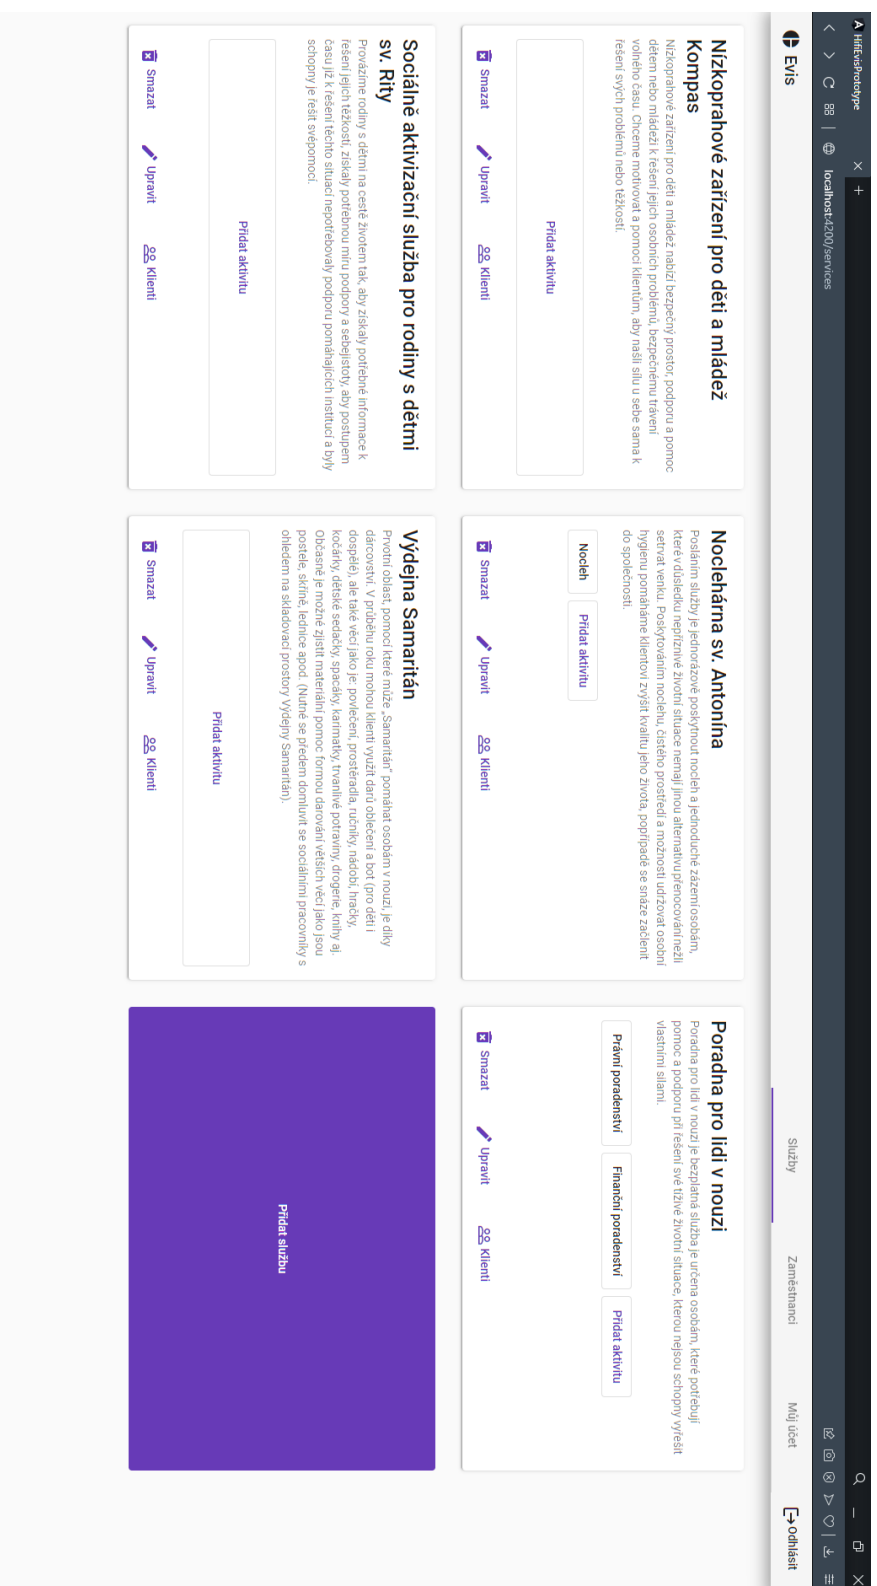 HifiEvisPrototype
localhost:4200/services
Evis
Služby
Zaměstnanci
Můj účet
Odhlásit
Nízkoprahové zařízení pro děti a mládež
Kompas
Nízkoprahové zařízení pro děti a mládež nabízí bezpečný prostor, podporu a pomoc
dětem nebo mládeži k řešení jejich osobních problémů, bezpečnému trávení
volného času. Chceme motivovat a pomoci klientům, aby našli sílu u sebe sama k
řešení svých problémů nebo těžkostí.
Přidat aktivitu
Smazat
Upravit
Klienti
Noclehárna sv. Antonína
Posláním služby je jednorázově poskytnout nocleh a jednoduché zázemí osobám,
které v důsledku nepříznivé životní situace nemají jinou alternativu přenocování nežli
setrvat venku. Poskytováním noclehu, čistého prostředí a možnosti udržovat osobní
hygienu pomáháme klientovi zvýšit kvalitu jeho života, popřípadě se snáze začlenit
do společnosti.
Nocleh
Přidat aktivitu
Smazat
Upravit
Klienti
Poradna pro lidi v nouzi
Poradna pro lidi v nouzi je bezplatná služba je určena osobám, které potřebují
pomoc a podporu při řešení své tíživé životní situace, kterou nejsou schopny vyřešit
vlastními silami.
Právní poradenství
Finanční poradenství
Přidat aktivitu
Smazat
Upravit
Klienti
Sociálně aktivizační služba pro rodiny s dětmi
sv. Rity
Provázíme rodiny s dětmi na cestě životem tak, aby získaly potřebné informace k
řešení jejich těžkostí, získaly potřebnou míru podpory a sebejistoty, aby postupem
času již k řešení těchto situací nepotřebovaly podporu pomáhajících institucí a byly
schopny je řešit svépomocí.
Přidat aktivitu
Smazat
Upravit
Klienti
Výdejna Samaritán
Prvotní oblast, pomocí které může „Samaritán“ pomáhat osobám v nouzi, je díky
dárcovství. V průběhu roku mohou klienti využít darů oblečení a bot (pro děti i
dospělé), ale také věcí jako je: povlečení, prostěradla, ručníky, nádobí, hračky,
kočárky, dětské sedačky, spacáky, karimatky, trvanlivé potraviny, drogerie, knihy aj.
Občasně je možné zjistit materiální pomoc formou darování větších věcí jako jsou
postele, skříně, lednice apod. (Nutné se předem domluvit se sociálními pracovníky s
ohledem na skladovací prostory Výdejny Samaritán).
Přidat aktivitu
Smazat
Upravit
Klienti
Přidat službu